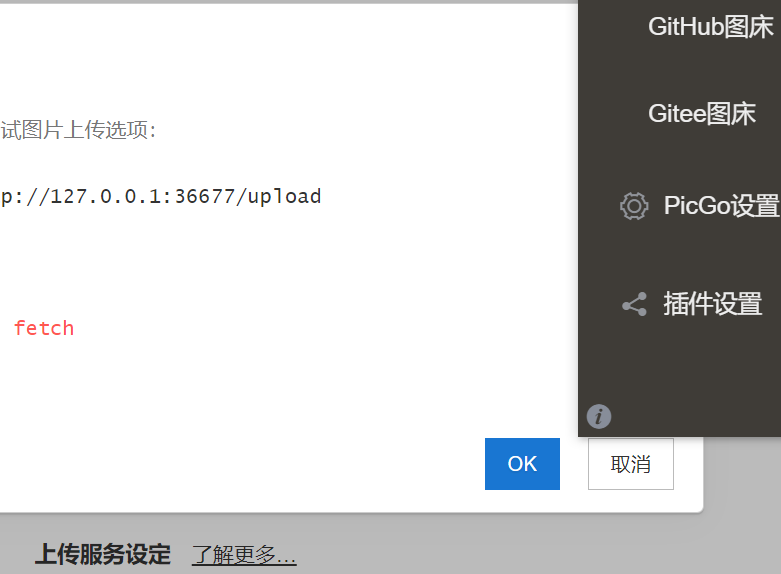 GitHub图床
Gitee图床
试图片上传选项:
p://127.0.0.1:36677/upload
PicGo设置
插件设置
fetch
OK
取消
上传服务设定 了解更多...